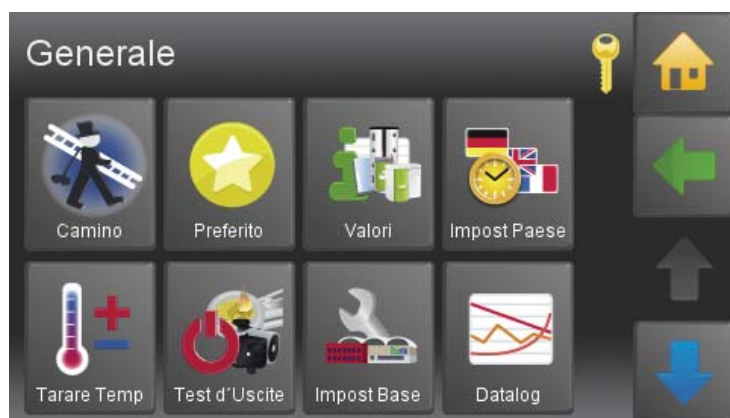 Generale
Camino
Preferito
Valori
Impost Paese
Tarare Temp
Test d´Uscite
Impost Base
Datalog